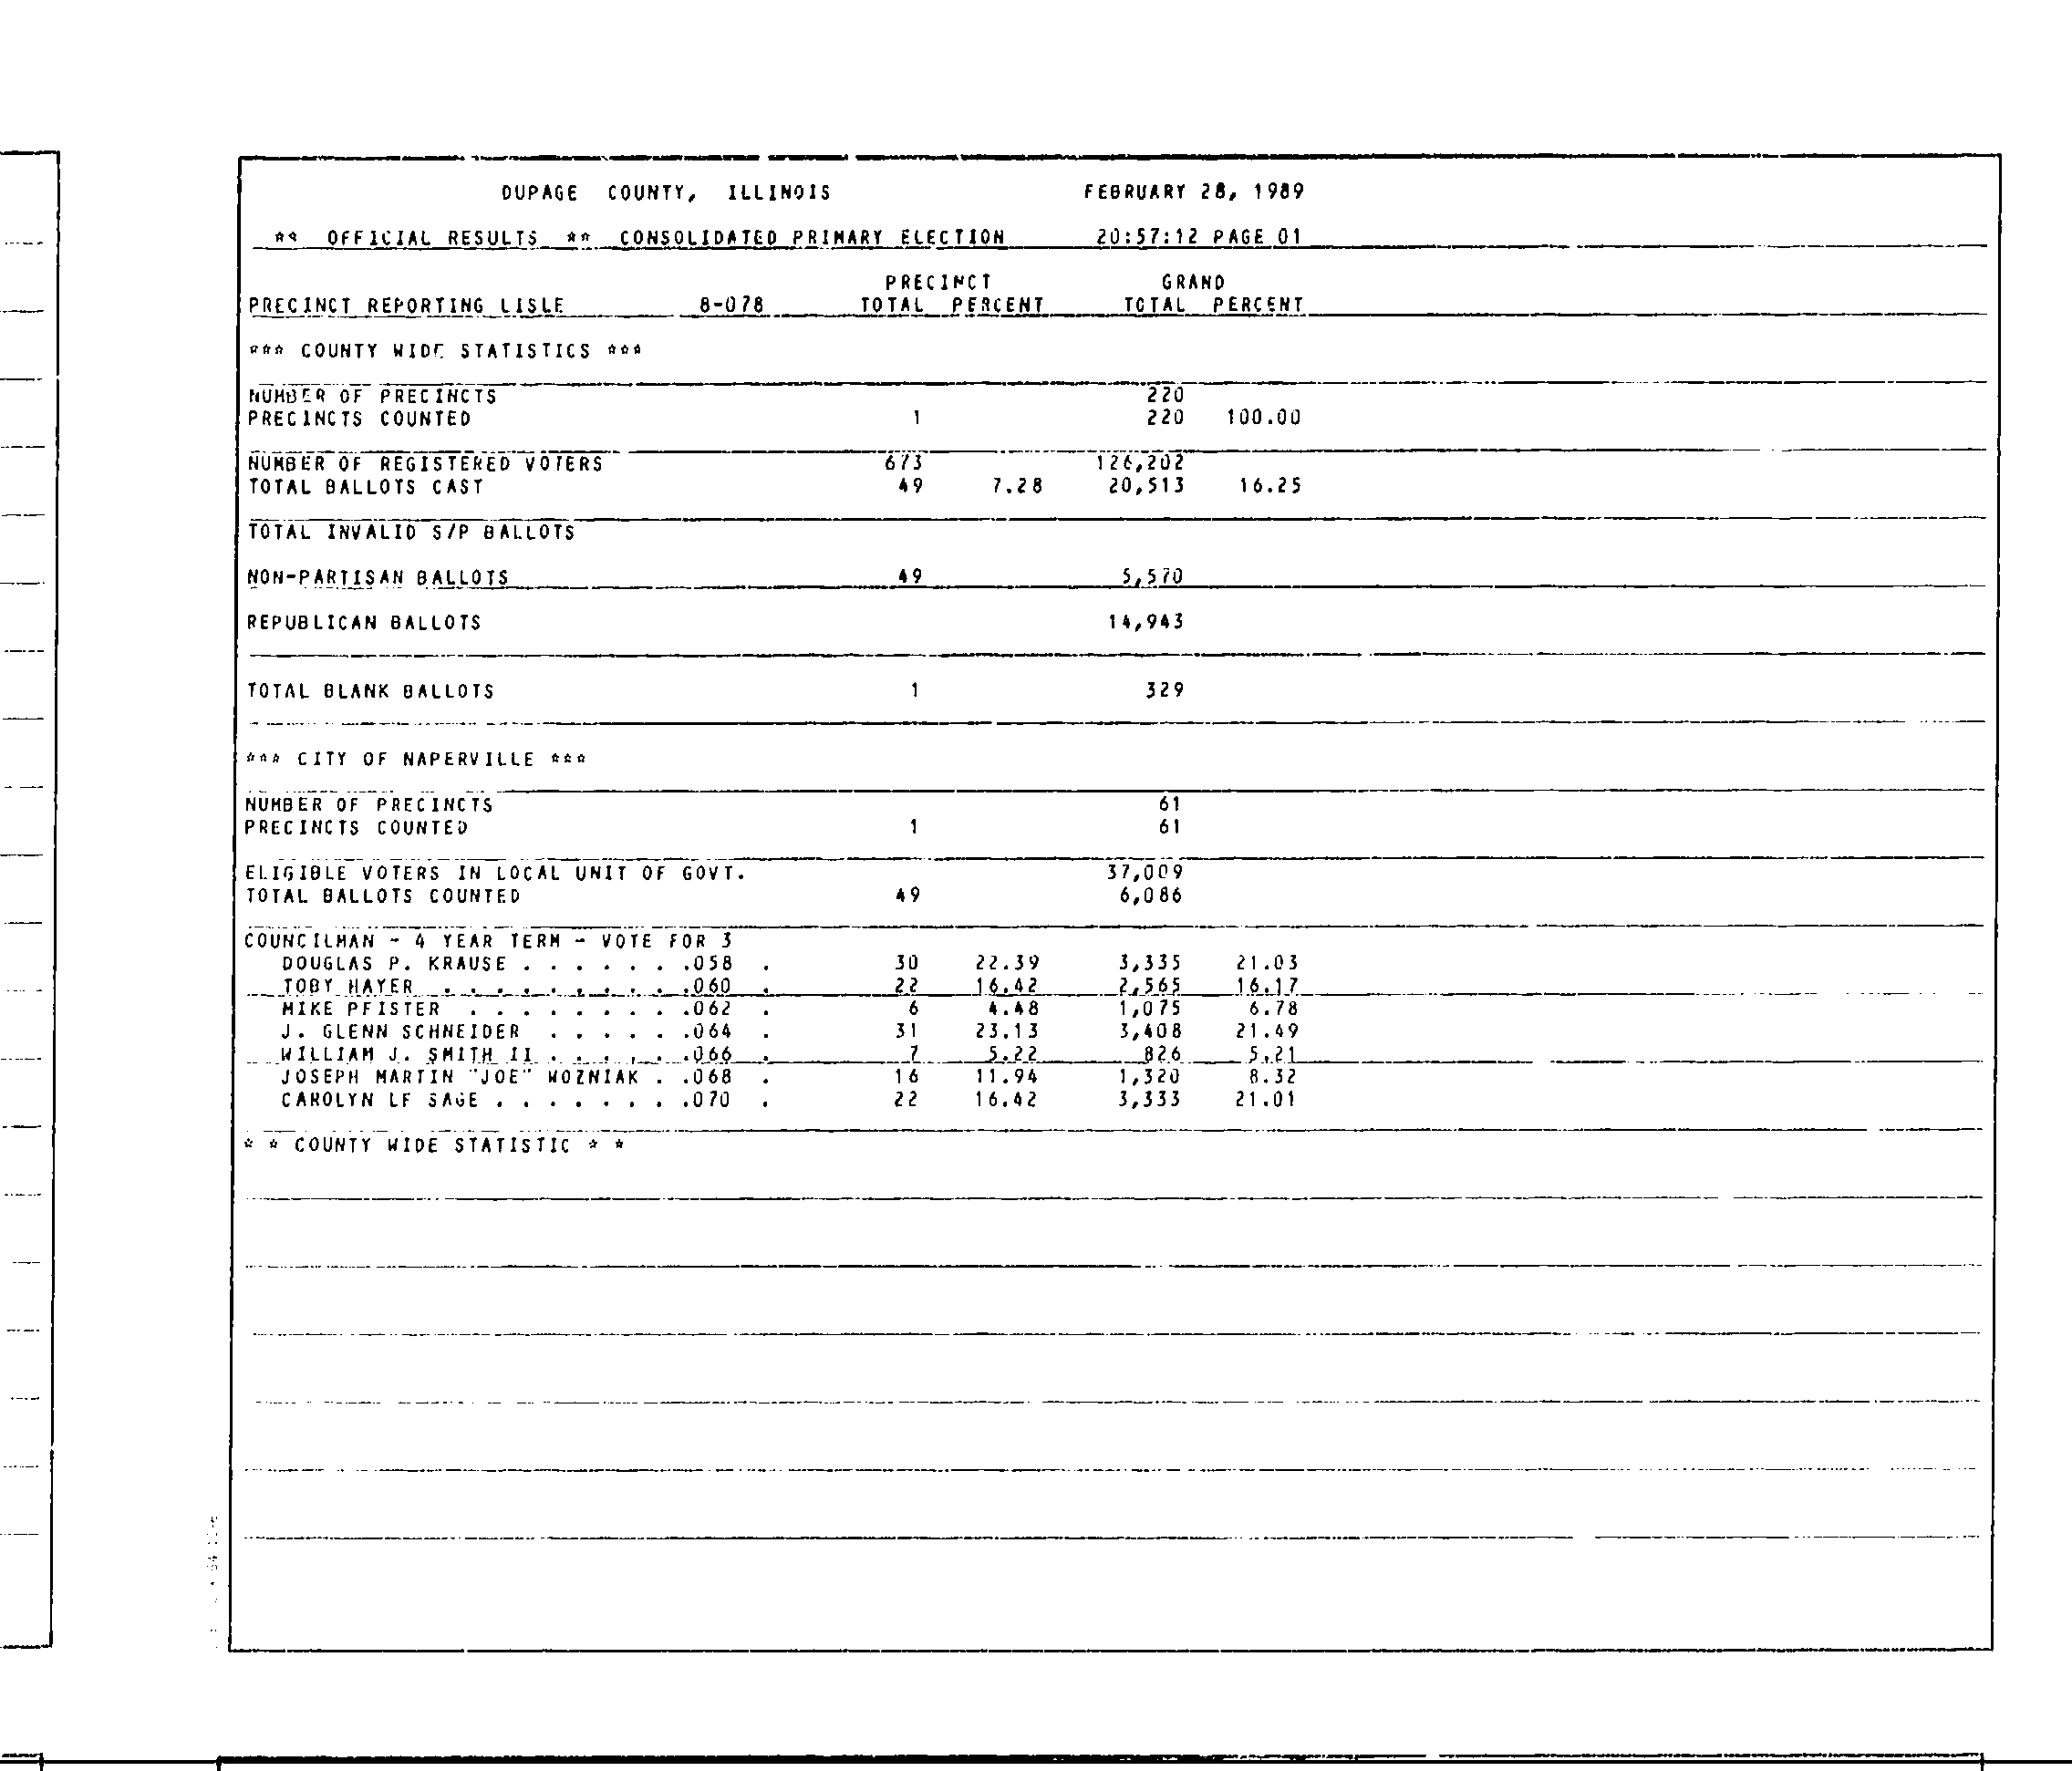 DUPAGE COUNTY, ILLINOIS FEBRUARY 28, 1989
** OFFICIAL RESULTS ** CONSOLIDATED PRIMARY ELECTION 20:57:12 PAGE 01
PRECINCT GRAND
PRECINCT REPORTING LISLE 8-078 TOTAL PERCENT TOTAL PERCENT
*** COUNTY WIDE STATISTICS ***
NUMBER OF PRECINCTS 220
PRECINCTS COUNTED 1 220 100.00
NUMBER OF REGISTERED VOTERS 673 126,202
TOTAL BALLOTS CAST 49 7.28 20,513 16.25
TOTAL INVALID S/P BALLOTS
NON-PARTISAN BALLOTS 49 5,570
REPUBLICAN BALLOTS 14,943
TOTAL BLANK BALLOTS 1 329
*** CITY OF NAPERVILLE ***
NUMBER OF PRECINCTS 61
PRECINCTS COUNTED 1 61
ELIGIBLE VOTERS IN LOCAL UNIT OF GOVT. 37,009
TOTAL BALLOTS COUNTED 49 6,086
COUNCILMAN - 4 YEAR TERM - VOTE FOR 3
DOUGLAS P. KRAUSE . . . . . . .058 . 30 22.39 3,335 21.03
TOBY HAYER . . . . . . . . . .060 . 22 16.42 2,565 16.17
MIKE PFISTER . . . . . . . . .062 . 6 4.48 1,075 6.78
J. GLENN SCHNEIDER . . . . . .064 . 31 23.13 3,408 21.49
WILLIAM J. SMITH II . . . . . .066 . 7 5.22 826 5.21
JOSEPH MARTIN "JOE" WOZNIAK . .068 . 16 11.94 1,320 8.32
CAROLYN LE SAGE . . . . . . . .070 . 22 16.42 3,333 21.01
* * COUNTY WIDE STATISTIC * *